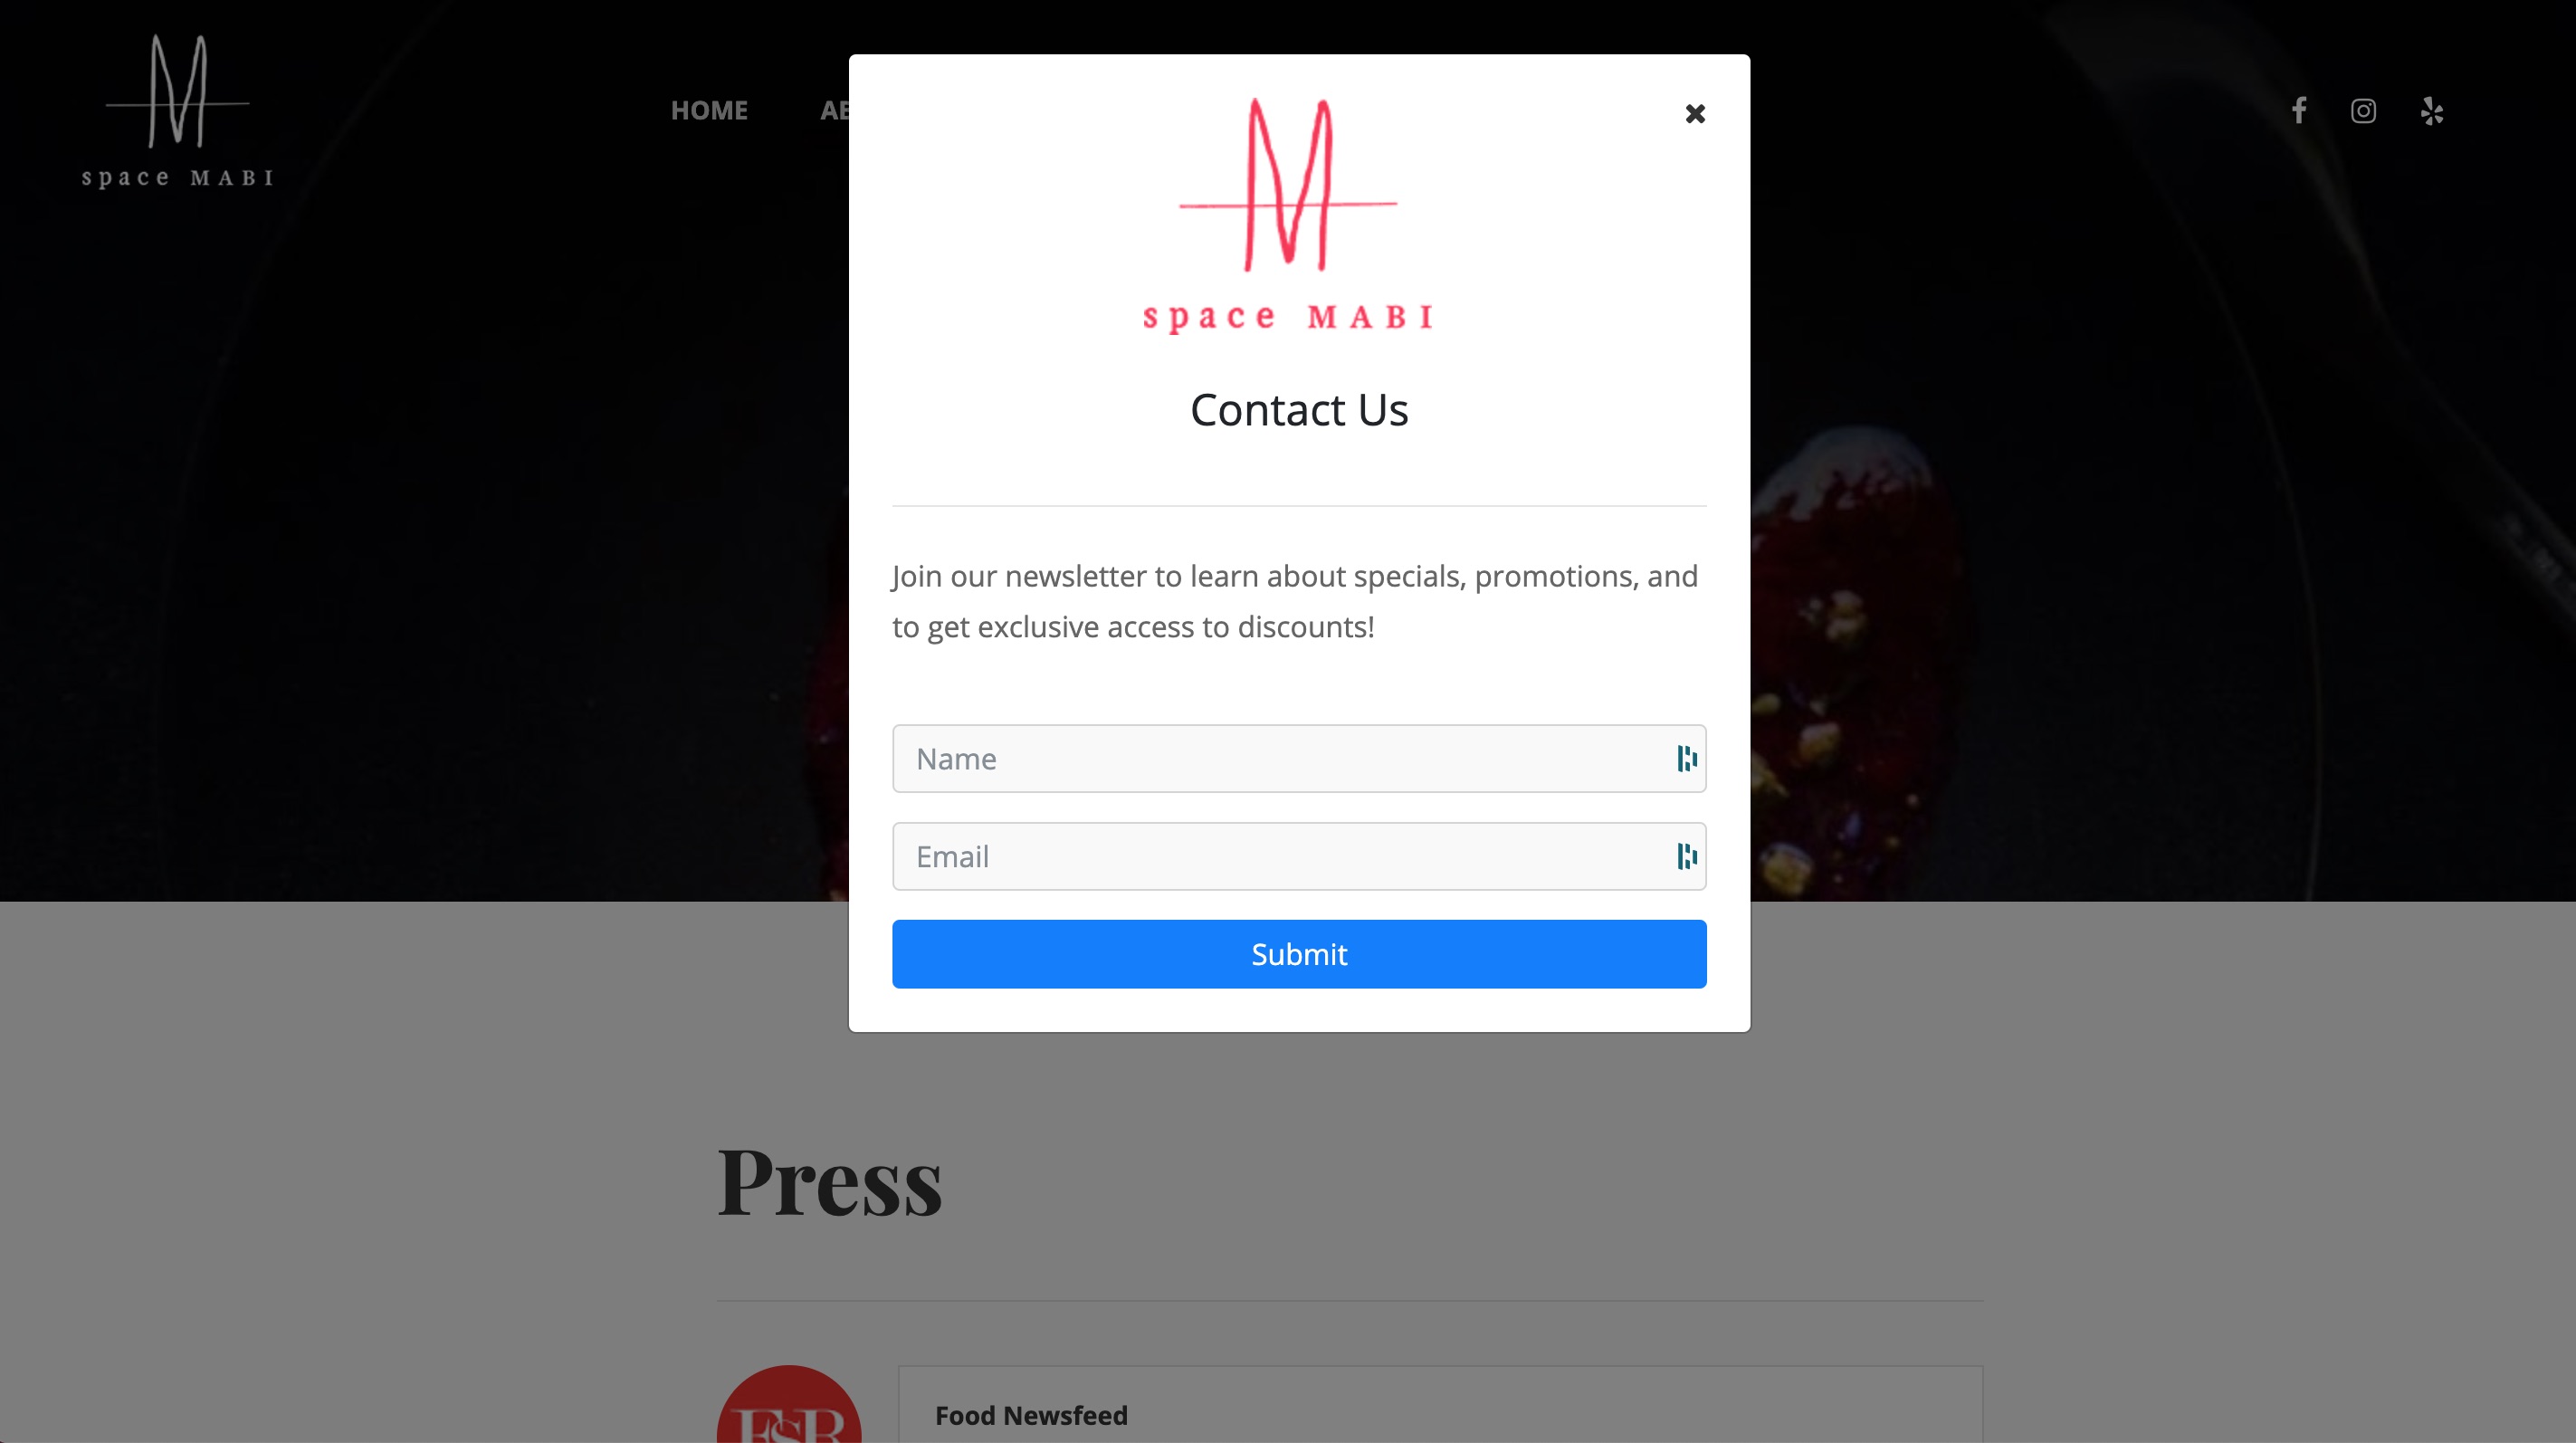 M
space MABI
HOME
M
space MABI
Contact Us
Join our newsletter to learn about specials, promotions, and
to get exclusive access to discounts!
Name
Email
Submit
Press
FSR
Food Newsfeed